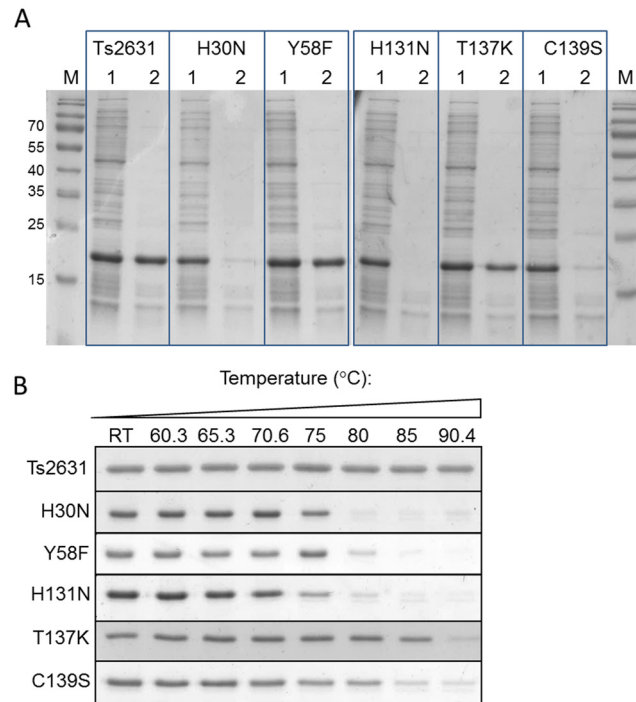 A
Ts2631 H30N Y58F H131N T137K C139S
M 1 2 1 2 1 2 1 2 1 2 1 2 M
70
55
40
35
25
15
B
Temperature (°C):
RT 60.3 65.3 70.6 75 80 85 90.4
Ts2631
H30N
Y58F
H131N
T137K
C139S